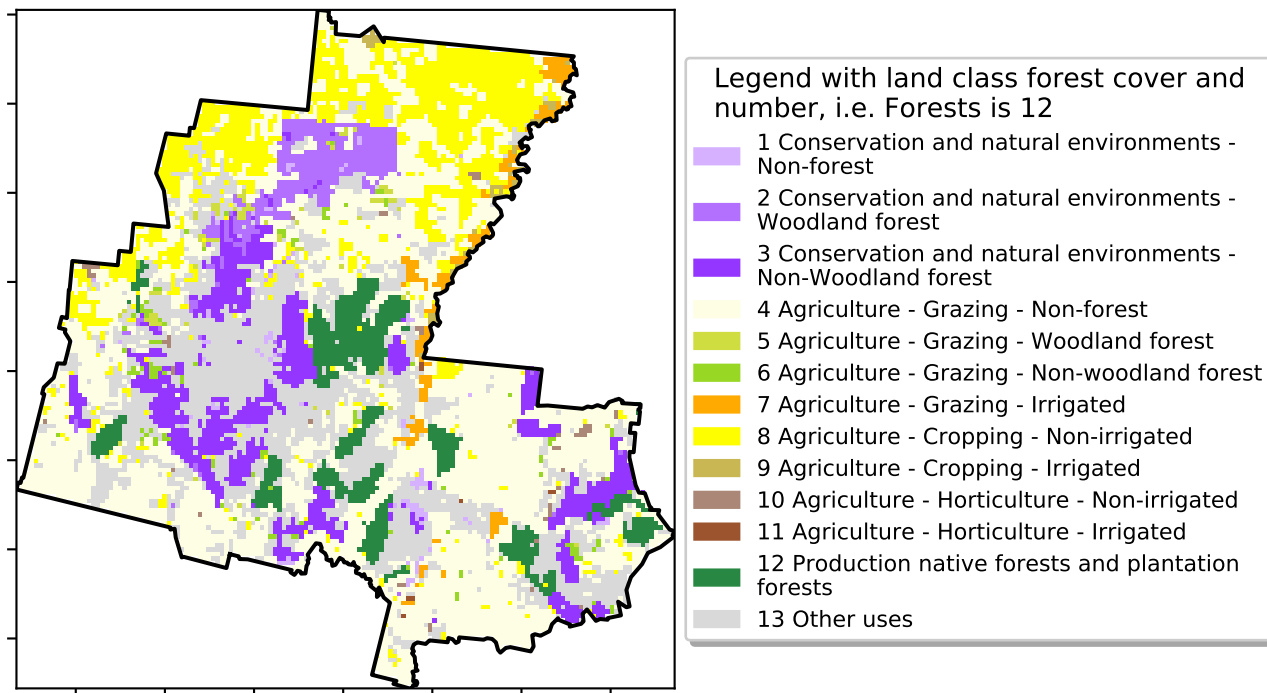 Legend with land class forest cover and
number, i.e. Forests is 12
1 Conservation and natural environments -
Non-forest
2 Conservation and natural environments -
Woodland forest
3 Conservation and natural environments -
Non-Woodland forest
4 Agriculture - Grazing - Non-forest
5 Agriculture - Grazing - Woodland forest
6 Agriculture - Grazing - Non-woodland forest
7 Agriculture - Grazing - Irrigated
8 Agriculture - Cropping - Non-irrigated
9 Agriculture - Cropping - Irrigated
10 Agriculture - Horticulture - Non-irrigated
11 Agriculture - Horticulture - Irrigated
12 Production native forests and plantation
forests
13 Other uses